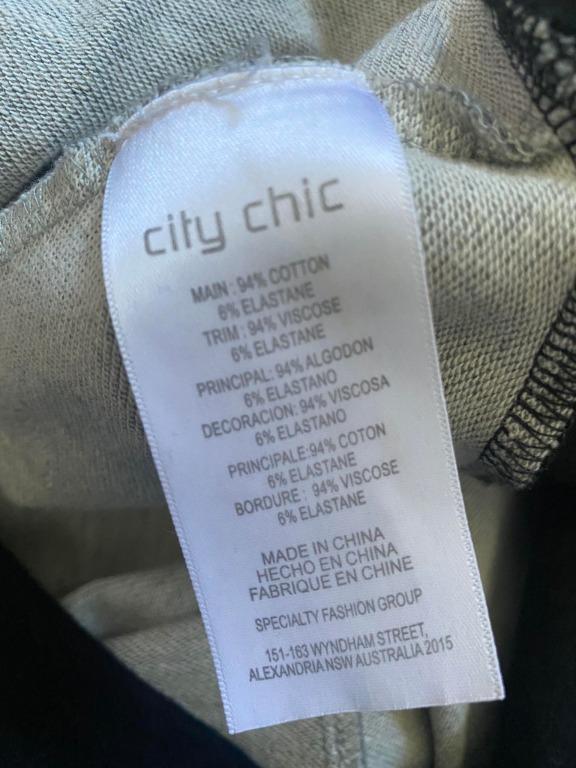 city chic
MAIN : 94% COTTON
6% ELASTANE
TRIM : 94% VISCOSE
6% ELASTANE
PRINCIPAL: 94% ALGODON
6% ELASTANO
DECORACION: 94% VISCOSA
6% ELASTANO
PRINCIPALE:94% COTON
6% ELASTANE
BORDURE : 94% VISCOSE
6% ELASTANE
MADE IN CHINA
HECHO EN CHINA
FABRIQUE EN CHINE
SPECIALTY FASHION GROUP
151-163 WYNDHAM STREET,
ALEXANDRIA NSW AUSTRALIA 2015